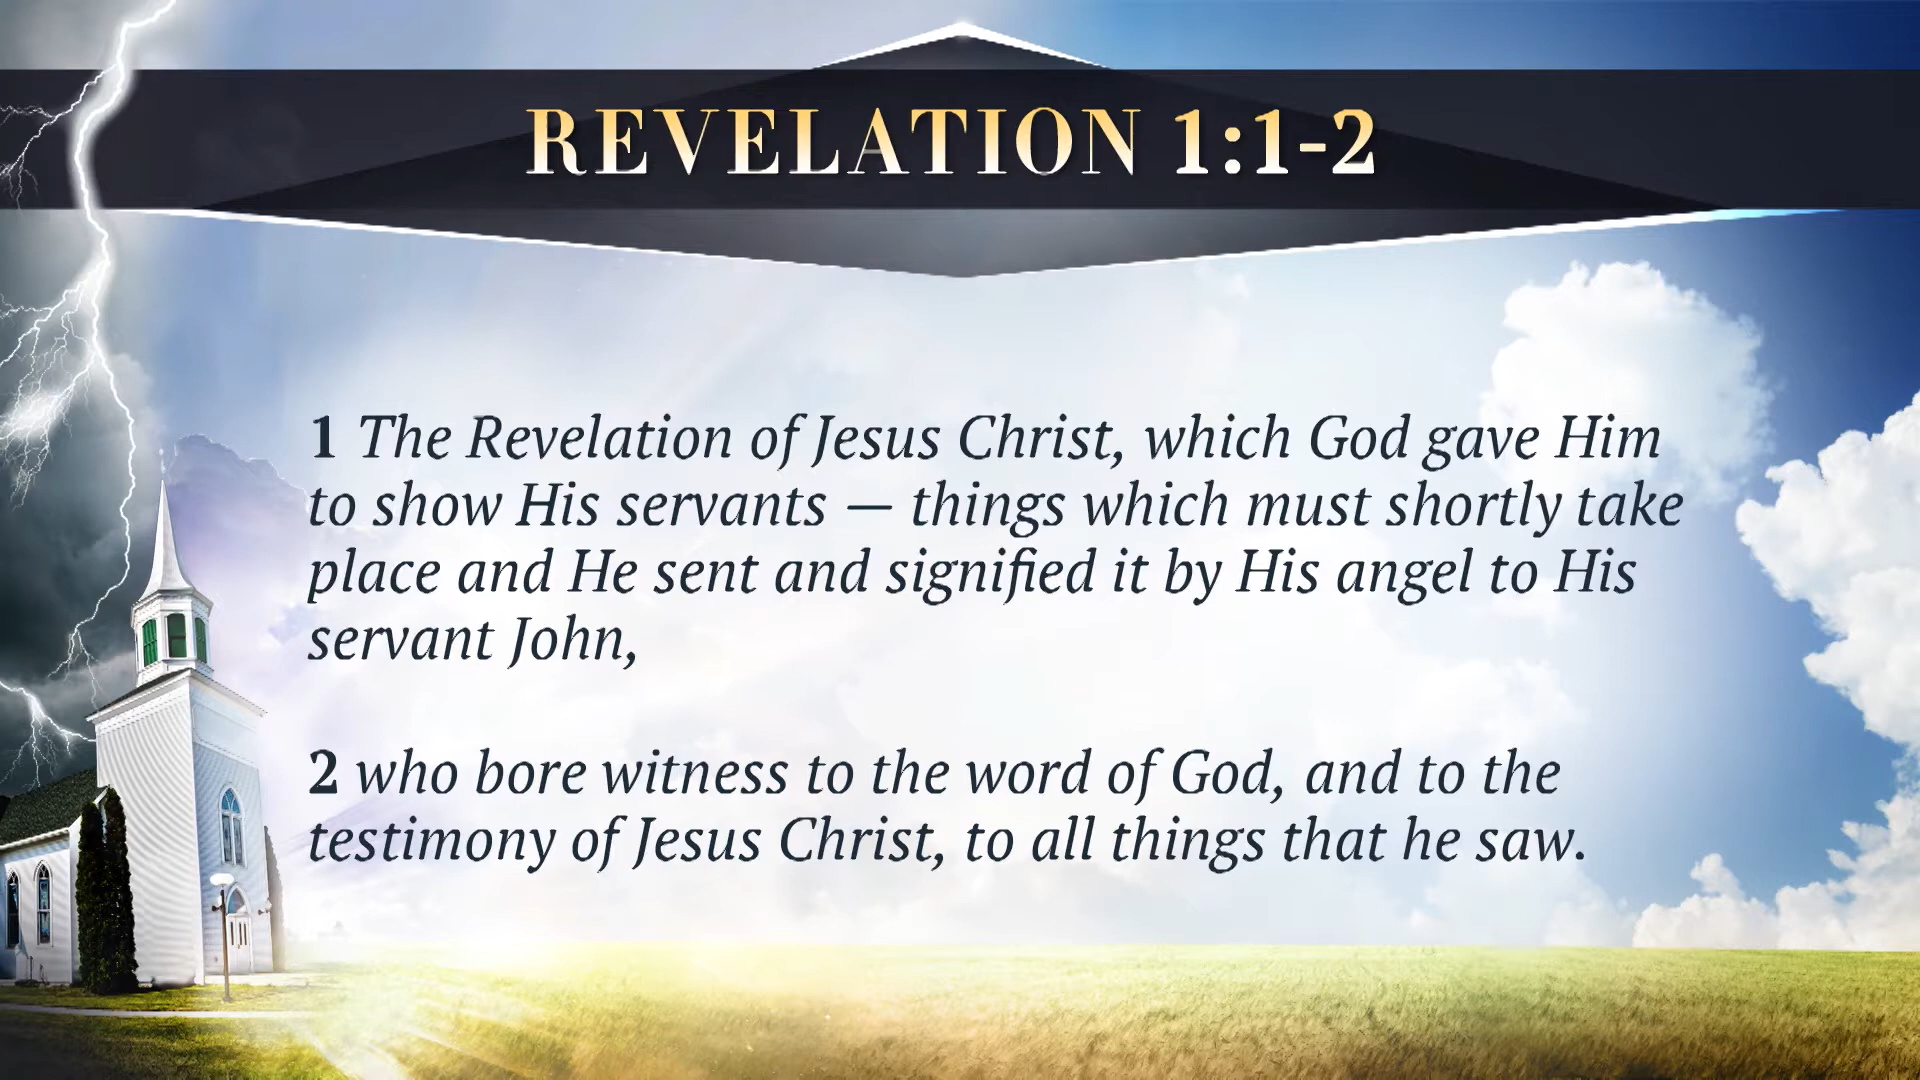 REVELATION 1:1-2
1 The Revelation of Jesus Christ, which God gave Him
to show His servants — things which must shortly take
place and He sent and signified it by His angel to His
servant John,
2 who bore witness to the word of God, and to the
testimony of Jesus Christ, to all things that he saw.